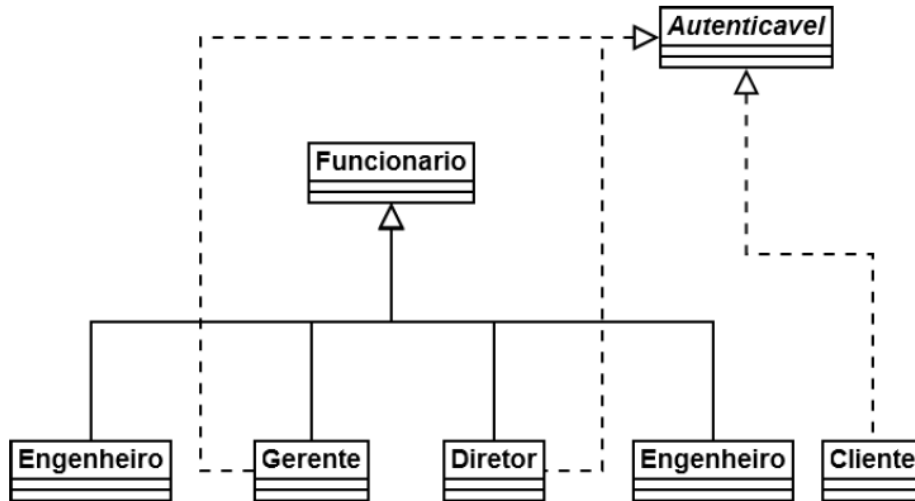 Autenticavel
Funcionario
Engenheiro
Gerente
Diretor
Engenheiro
Cliente